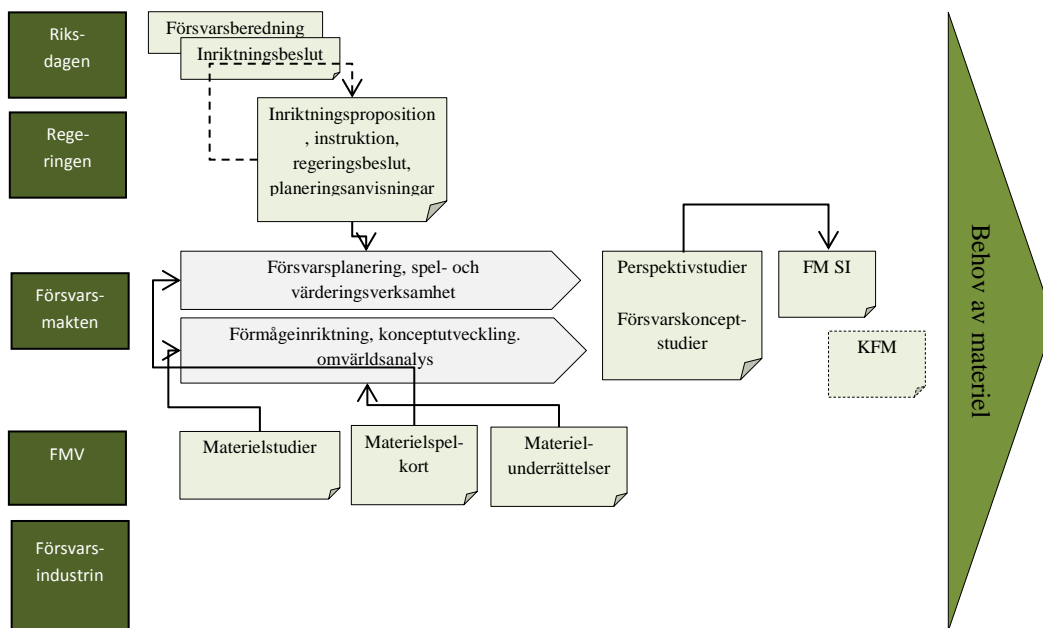 Riks-
dagen
Försvarsberedning
Inriktningsbeslut
Rege-
ringen
Inriktningsproposition
, instruktion,
regeringsbeslut,
planeringsanvisningar
Försvars-
makten
Försvarsplanering, spel- och
värderingsverksamhet
Förmågeinriktning, konceptutveckling.
omvärldsanalys
Perspektivstudier
Försvarskoncept-
studier
FM SI
KFM
FMV
Materielstudier
Materielspel-
kort
Materiel-
underrättelser
Försvars-
industrin
Behov av materiel